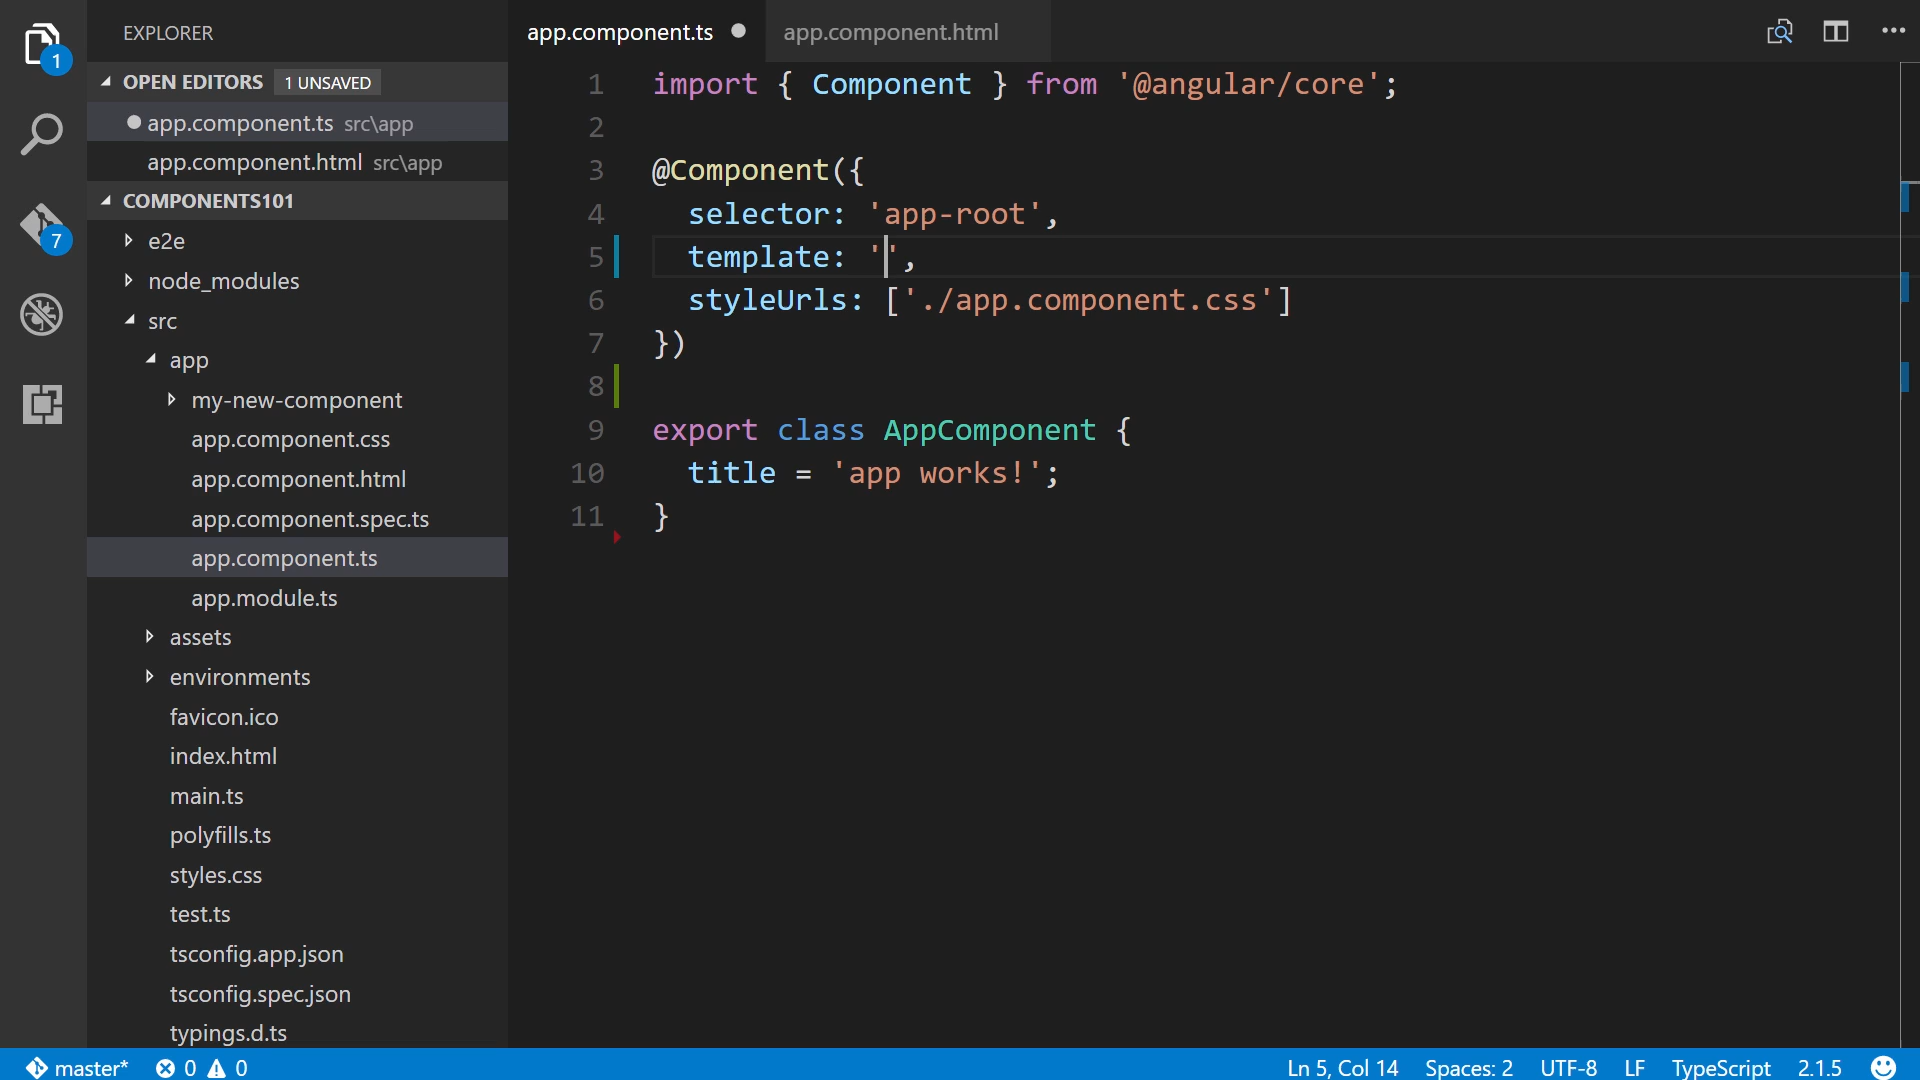 EXPLORER
OPEN EDITORS 1 UNSAVED
app.component.ts src\app
app.component.html src\app
COMPONENTS101
e2e
node_modules
src
app
my-new-component
app.component.css
app.component.html
app.component.spec.ts
app.component.ts
app.module.ts
assets
environments
favicon.ico
index.html
main.ts
polyfills.ts
styles.css
test.ts
tsconfig.app.json
tsconfig.spec.json
typings.d.ts
1
7
app.component.ts app.component.html
1 import { Component } from '@angular/core';
2
3 @Component({
4 selector: 'app-root',
5 template: '',
6 styleUrls: ['./app.component.css']
7 })
8
9 export class AppComponent {
10 title = 'app works!';
11 }
master* 0 0 Ln 5, Col 14 Spaces: 2 UTF-8 LF TypeScript 2.1.5